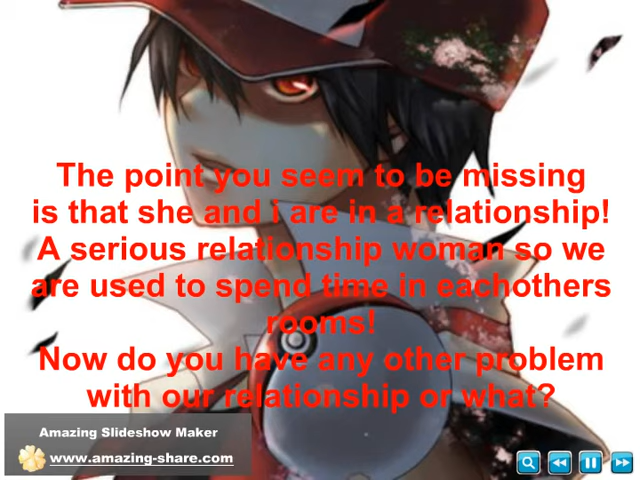 The point you seem to be missing
is that she and i are in a relationship!
A serious relationship woman so we
are used to spend time in eachothers
rooms!
Now do you have any other problem
with our relationship or what?
Amazing Slideshow Maker
www.amazing-share.com